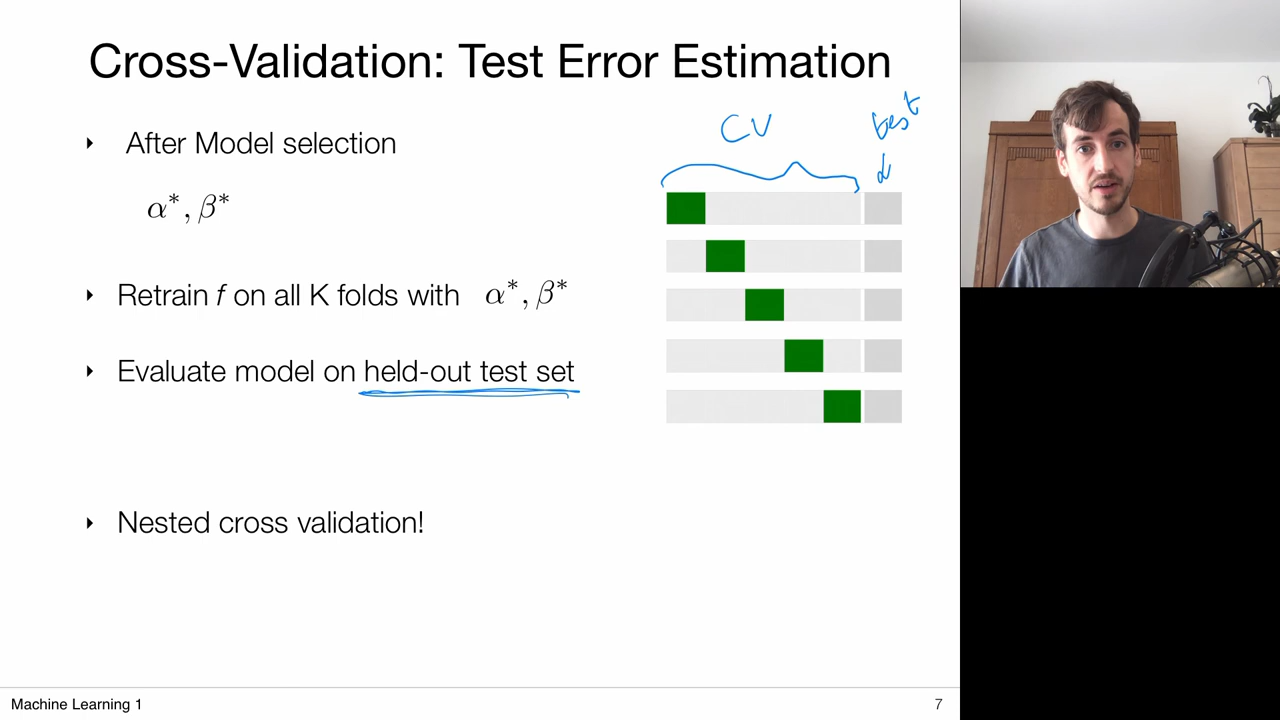 Cross-Validation: Test Error Estimation
CV
test
‣ After Model selection
α*, β*
‣ Retrain f on all K folds with α*, β*
‣ Evaluate model on held-out test set
‣ Nested cross validation!
Machine Learning 1
7